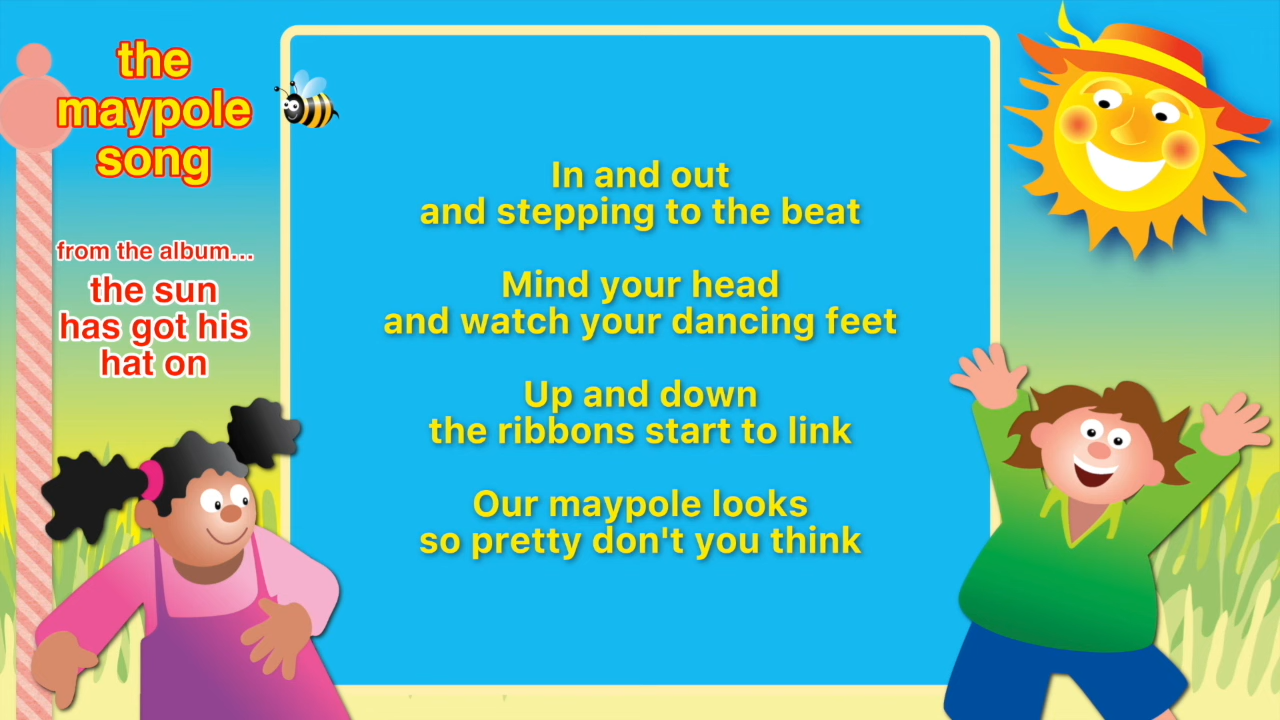 the
maypole
song
from the album...
the sun
has got his
hat on
In and out
and stepping to the beat
Mind your head
and watch your dancing feet
Up and down
the ribbons start to link
Our maypole looks
so pretty don't you think